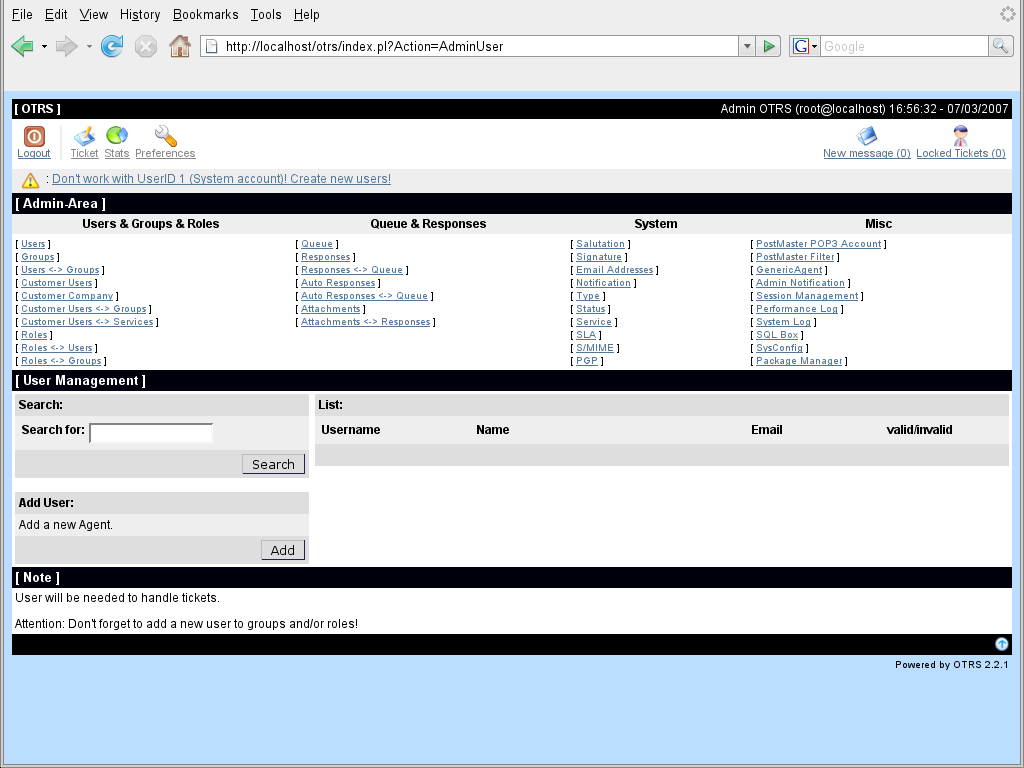 File Edit View History Bookmarks Tools Help
http://localhost/otrs/index.pl?Action=AdminUser
G Google
[ OTRS ] Admin OTRS (root@localhost) 16:56:32 - 07/03/2007
Logout Ticket Stats Preferences New message (0) Locked Tickets (0)
: Don't work with UserID 1 (System account)! Create new users!
[ Admin-Area ]
Users & Groups & Roles Queue & Responses System Misc
[ Users ] [ Queue ] [ Salutation ] [ PostMaster POP3 Account ]
[ Groups ] [ Responses ] [ Signature ] [ PostMaster Filter ]
[ Users <-> Groups ] [ Responses <-> Queue ] [ Email Addresses ] [ GenericAgent ]
[ Customer Users ] [ Auto Responses ] [ Notification ] [ Admin Notification ]
[ Customer Company ] [ Auto Responses <-> Queue ] [ Type ] [ Session Management ]
[ Customer Users <-> Groups ] [ Attachments ] [ Status ] [ Performance Log ]
[ Customer Users <-> Services ] [ Attachments <-> Responses ] [ Service ] [ System Log ]
[ Roles ] [ SLA ] [ SQL Box ]
[ Roles <-> Users ] [ S/MIME ] [ SysConfig ]
[ Roles <-> Groups ] [ PGP ] [ Package Manager ]
[ User Management ]
Search: List:
Search for: Username Name Email valid/invalid
Search
Add User:
Add a new Agent.
Add
[ Note ]
User will be needed to handle tickets.
Attention: Don't forget to add a new user to groups and/or roles!
Powered by OTRS 2.2.1